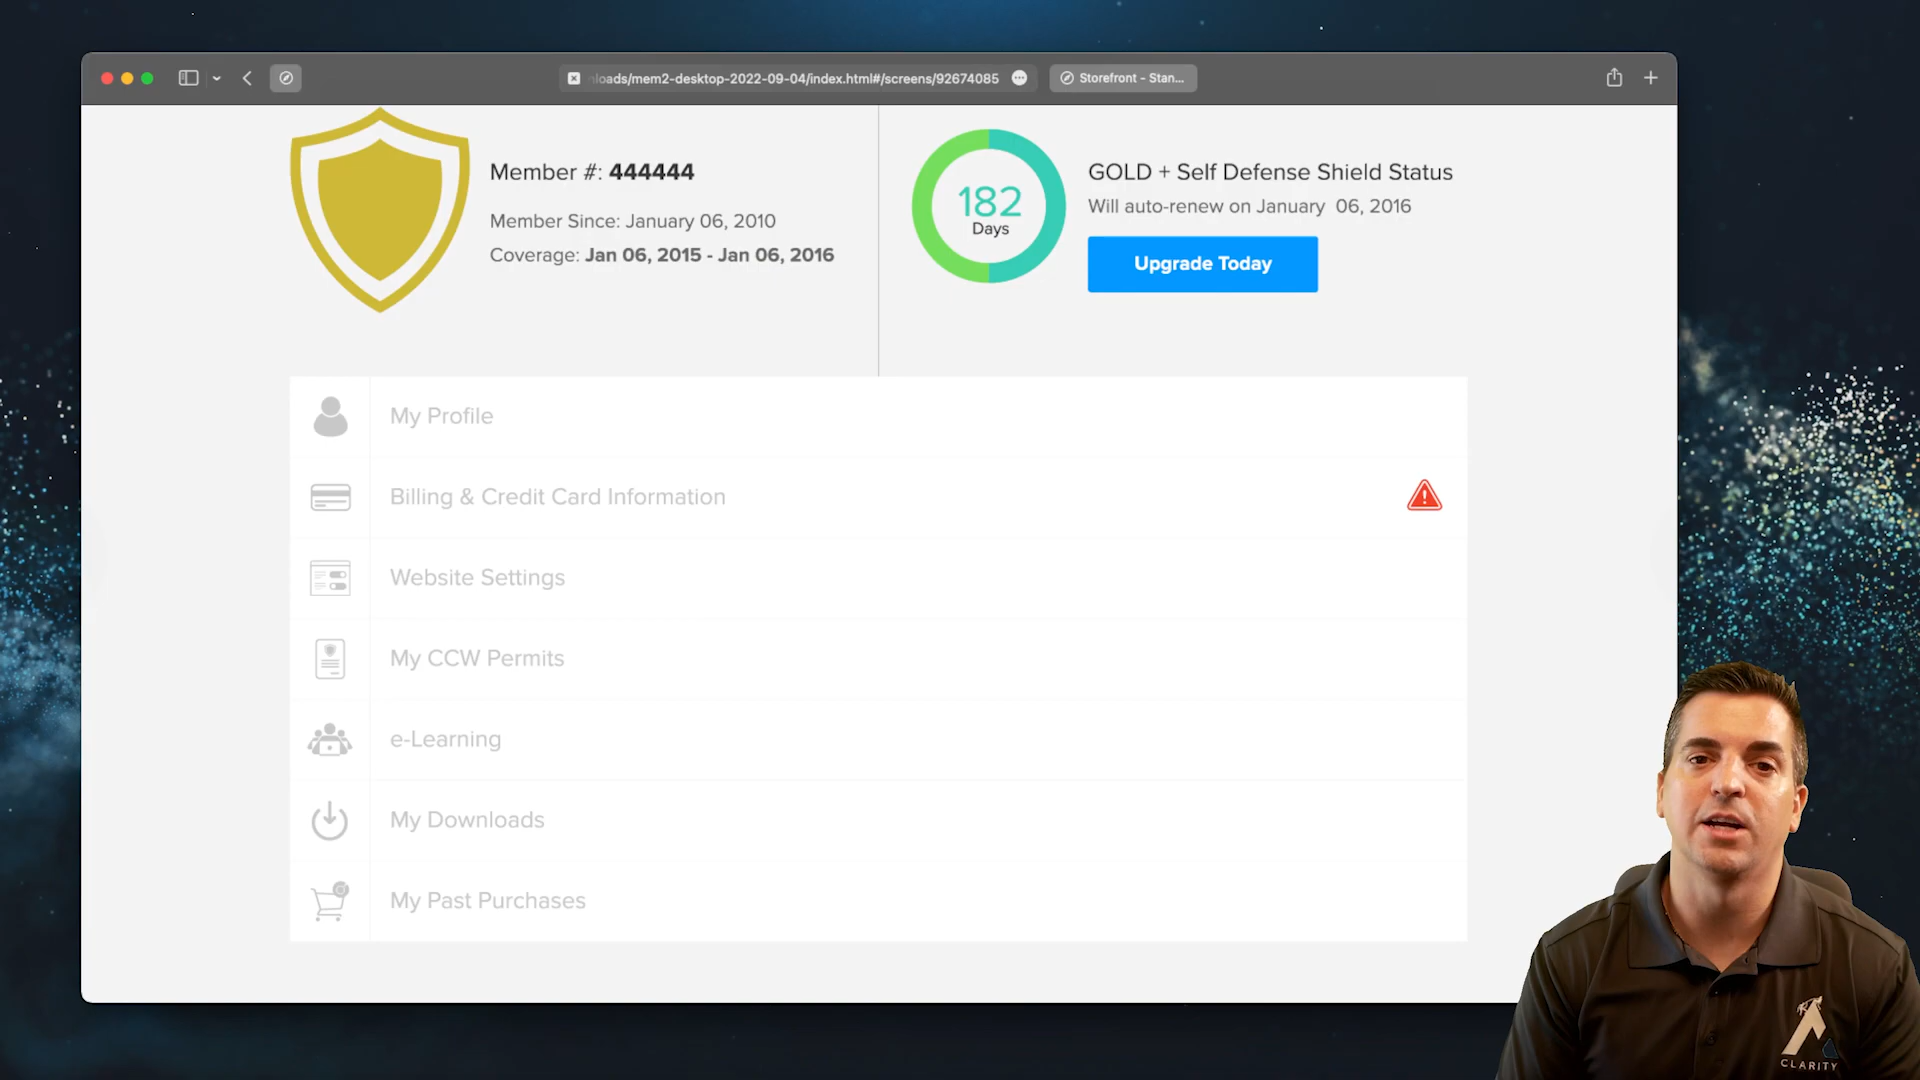 nloads/mem2-desktop-2022-09-04/index.html#/screens/92674085
Storefront - Stan...
Member #: 444444
Member Since: January 06, 2010
Coverage: Jan 06, 2015 - Jan 06, 2016
182
Days
GOLD + Self Defense Shield Status
Will auto-renew on January 06, 2016
Upgrade Today
My Profile
Billing & Credit Card Information
Website Settings
My CCW Permits
e-Learning
My Downloads
My Past Purchases
CLARITY